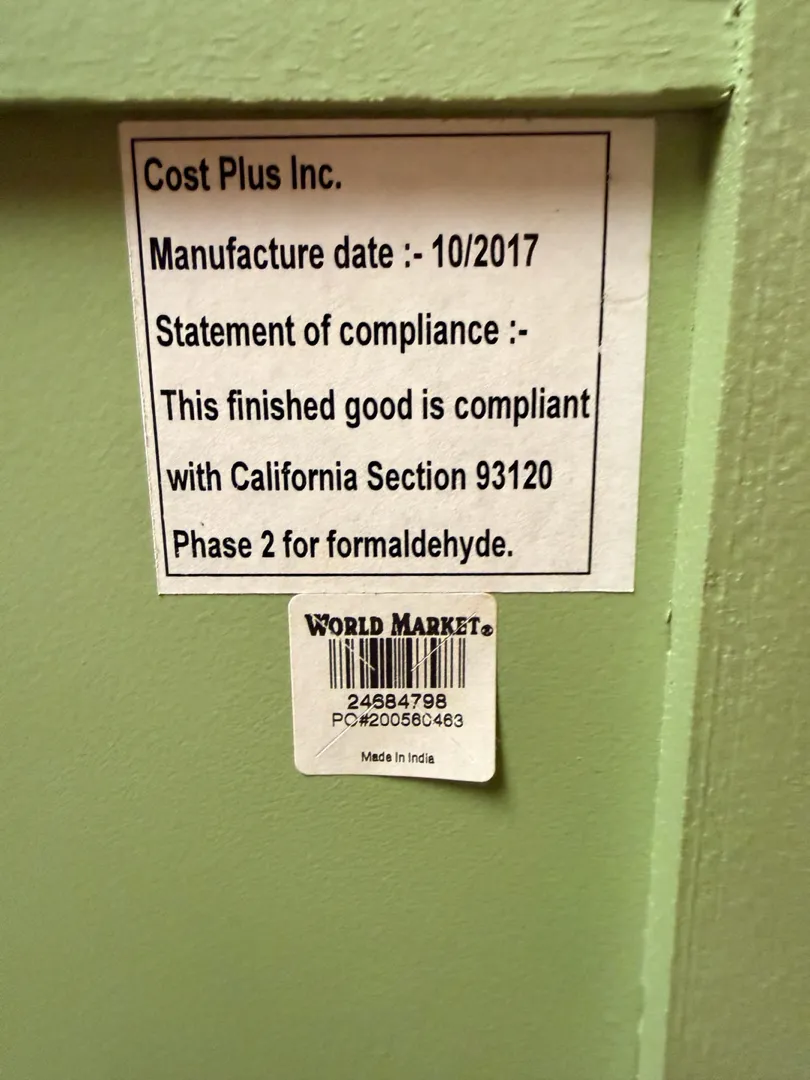 Cost Plus Inc.
Manufacture date :- 10/2017
Statement of compliance :-
This finished good is compliant
with California Section 93120
Phase 2 for formaldehyde.
WORLD MARKET®
24684798
PO#200560463
Made In India